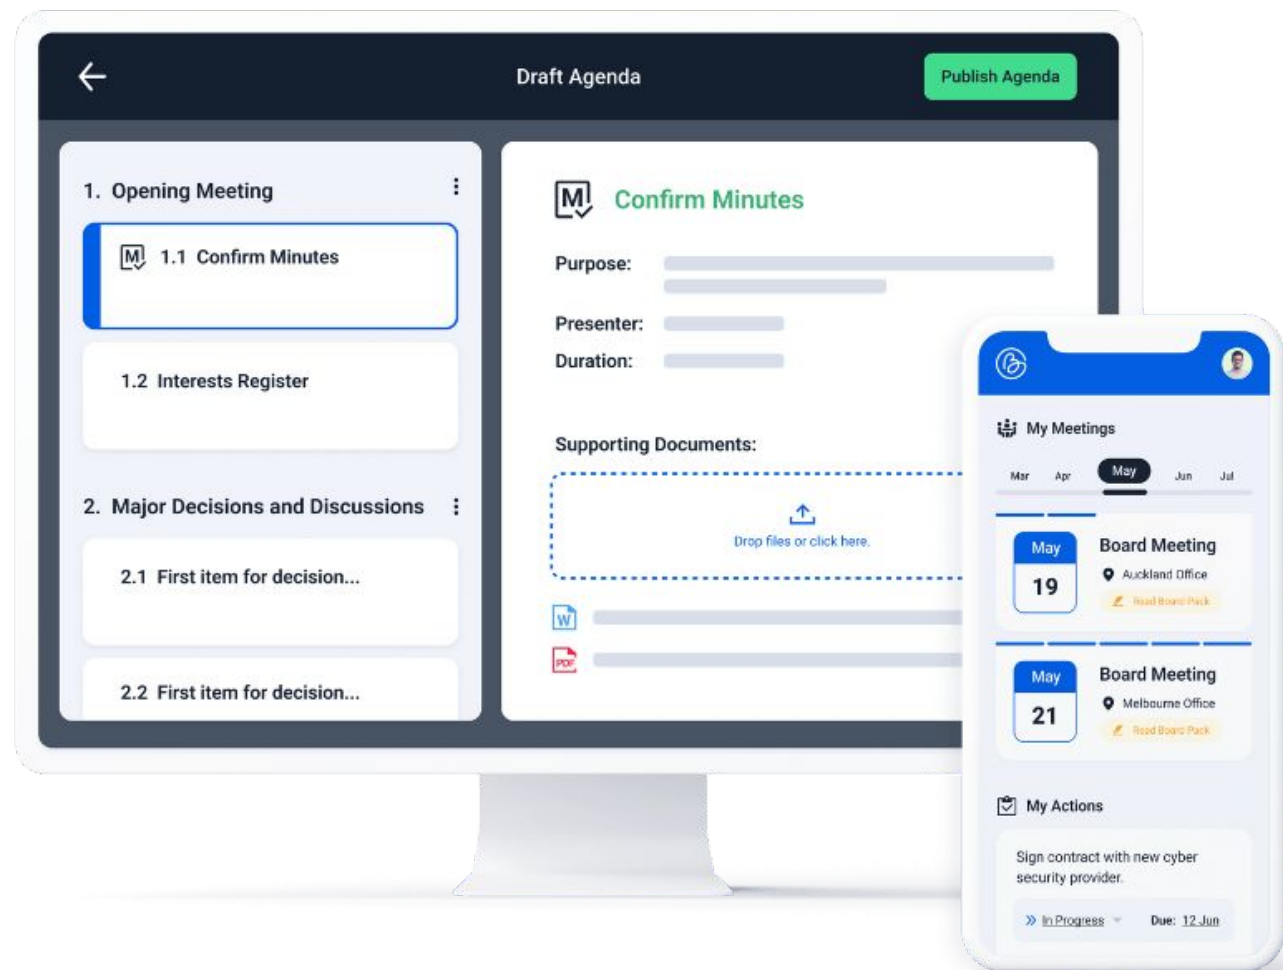 Draft Agenda
Publish Agenda
1. Opening Meeting
M 1.1 Confirm Minutes
1.2 Interests Register
2. Major Decisions and Discussions
2.1 First item for decision...
2.2 First item for decision...
M Confirm Minutes
Purpose:
Presenter:
Duration:
Supporting Documents:
Drop files or click here.
W
PDF
My Meetings
Mar Apr May Jun Jul
May
19
Board Meeting
Auckland Office
Read Board Pack
May
21
Board Meeting
Melbourne Office
Read Board Pack
My Actions
Sign contract with new cyber
security provider.
In Progress Due: 12 Jun